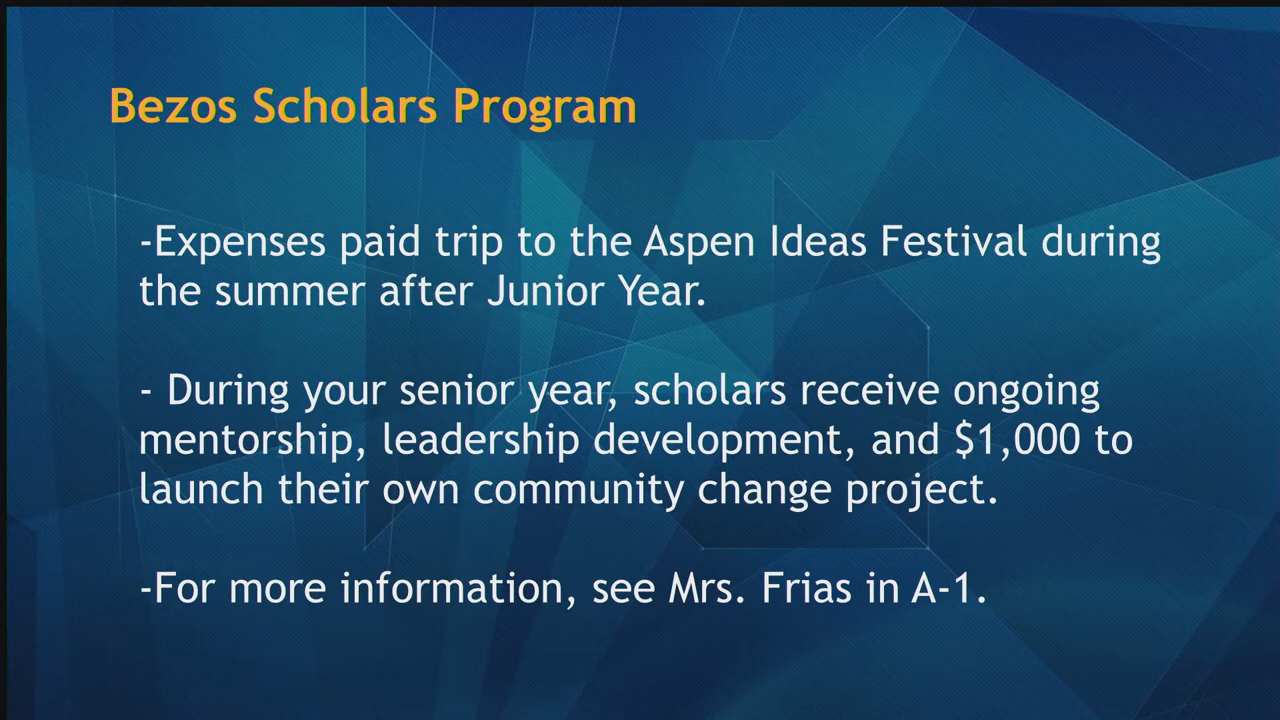 Bezos Scholars Program
-Expenses paid trip to the Aspen Ideas Festival during
the summer after Junior Year.
- During your senior year, scholars receive ongoing
mentorship, leadership development, and $1,000 to
launch their own community change project.
-For more information, see Mrs. Frias in A-1.